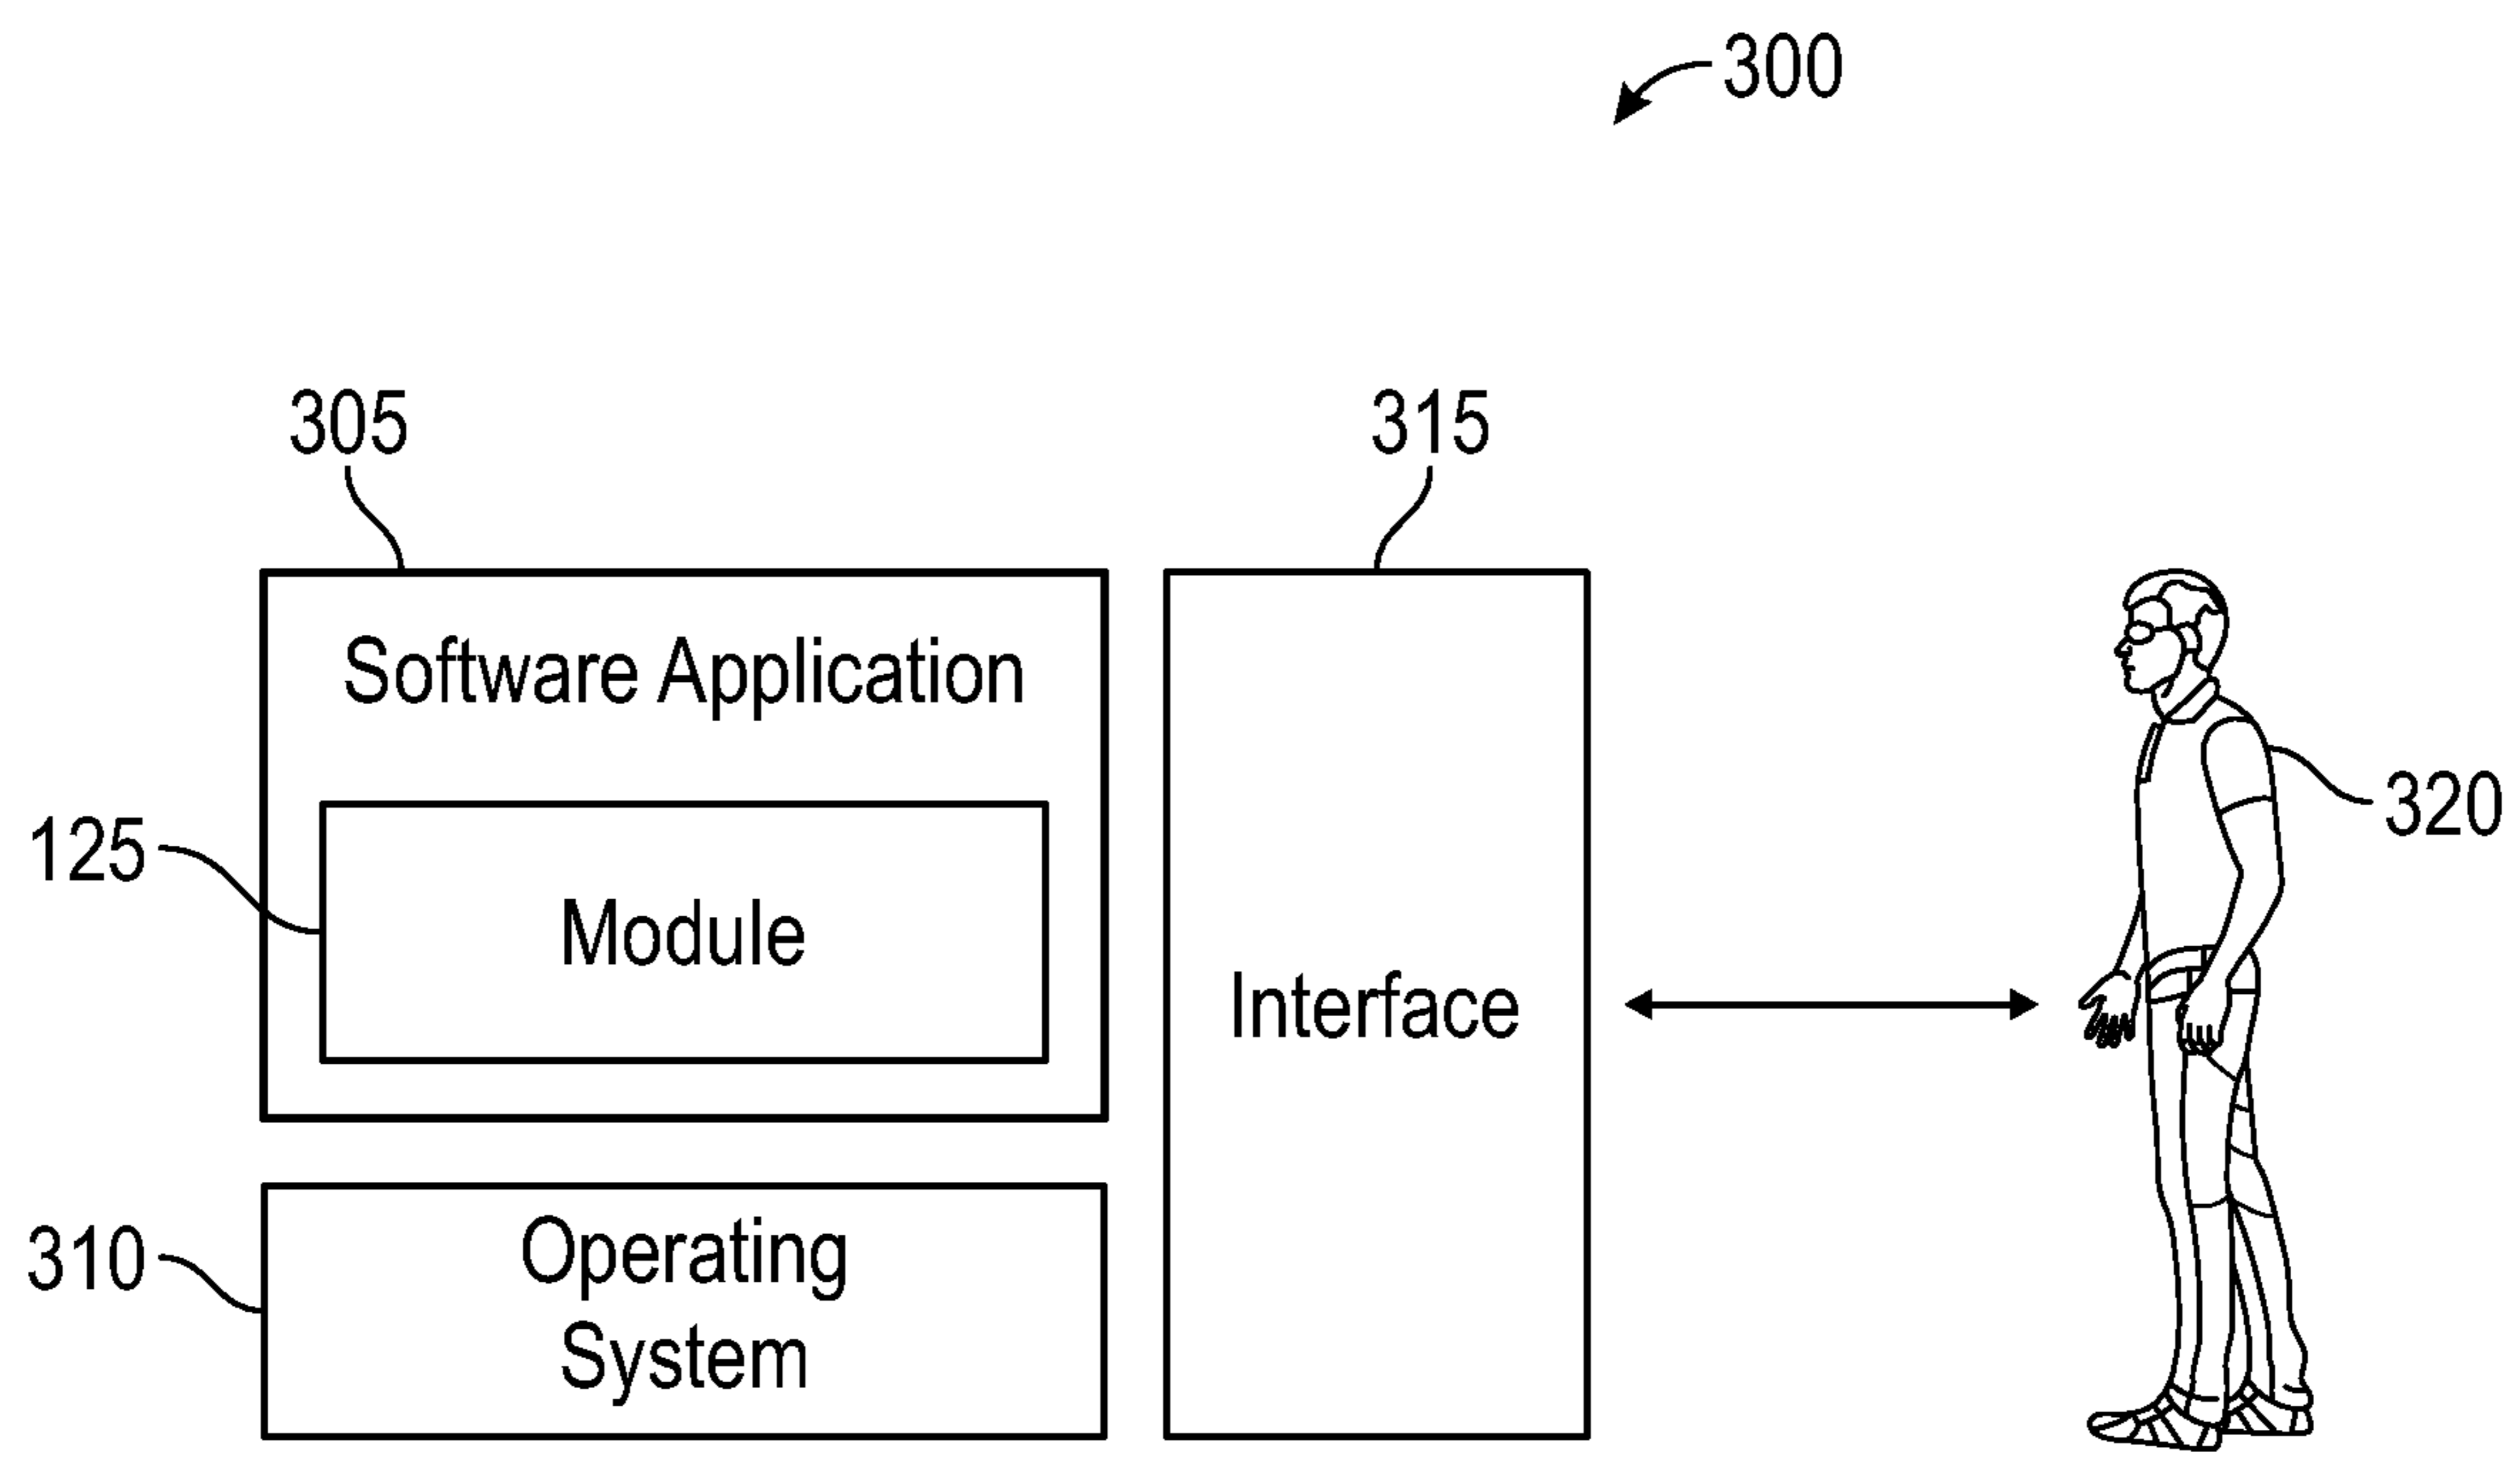 300
305
315
Software Application
320
125
Module
Interface
310
Operating
System